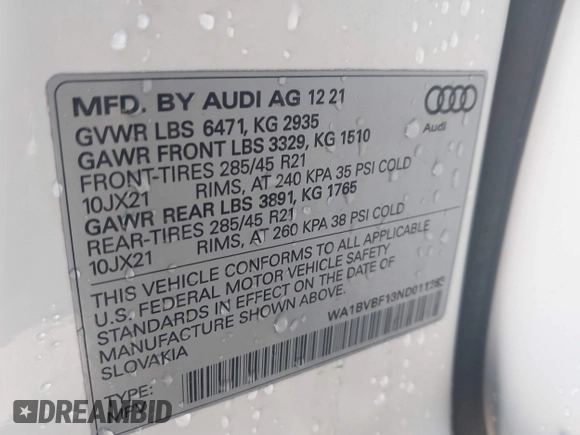 MFD. BY AUDI AG 12 21
Audi
GVWR LBS 6471, KG 2935
GAWR FRONT LBS 3329, KG 1510
FRONT-TIRES 285/45 R21
10JX21 RIMS, AT 240 KPA 35 PSI COLD
GAWR REAR LBS 3891, KG 1765
REAR-TIRES 285/45 R21
10JX21 RIMS, AT 260 KPA 38 PSI COLD
THIS VEHICLE CONFORMS TO ALL APPLICABLE
U.S. FEDERAL MOTOR VEHICLE SAFETY
STANDARDS IN EFFECT ON THE DATE OF
MANUFACTURE SHOWN ABOVE.
SLOVAKIA
TYPE:
DREAMBID